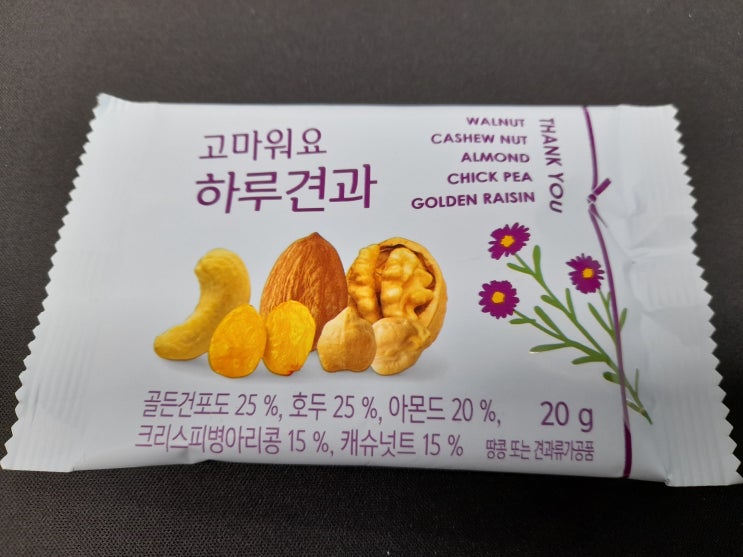 고마워요
하루견과
WALNUT
CASHEW NUT
ALMOND
CHICK PEA
GOLDEN RAISIN
THANK YOU
골든건포도 25 %, 호두 25 %, 아몬드 20 %,
크리스피병아리콩 15 %, 캐슈넛트 15 %
20 g
땅콩 또는 견과류가공품